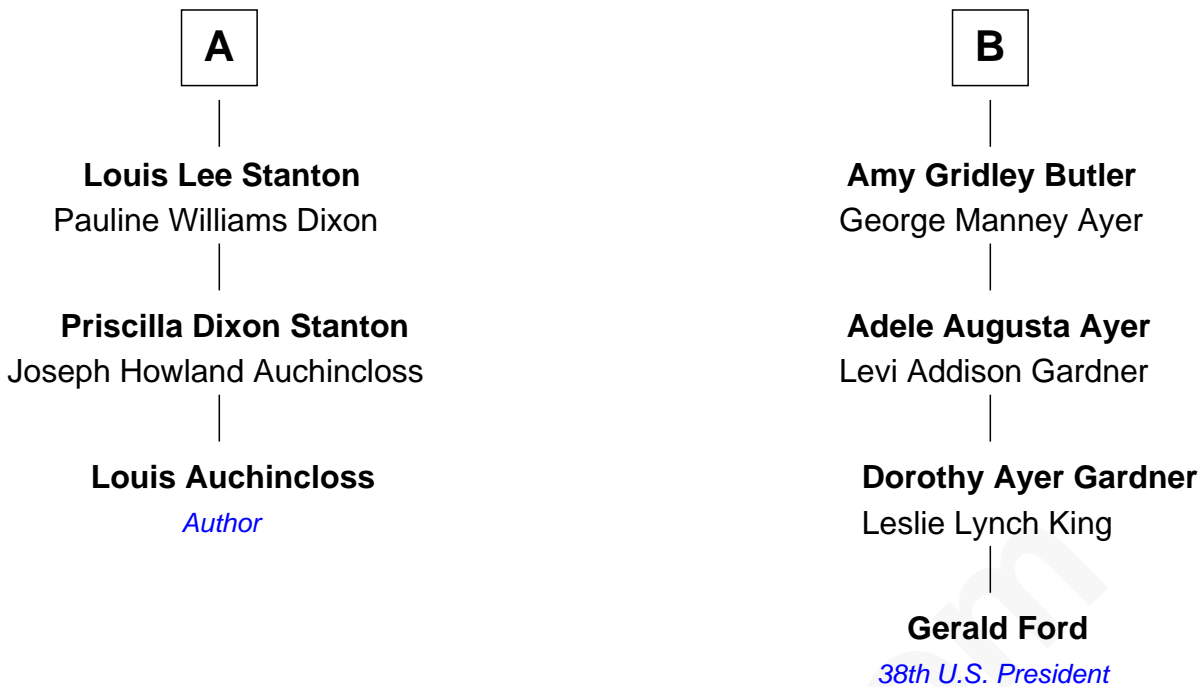 A
Louis Lee Stanton
Pauline Williams Dixon
Priscilla Dixon Stanton
Joseph Howland Auchincloss
Louis Auchincloss
Author
B
Amy Gridley Butler
George Manney Ayer
Adele Augusta Ayer
Levi Addison Gardner
Dorothy Ayer Gardner
Leslie Lynch King
Gerald Ford
38th U.S. President